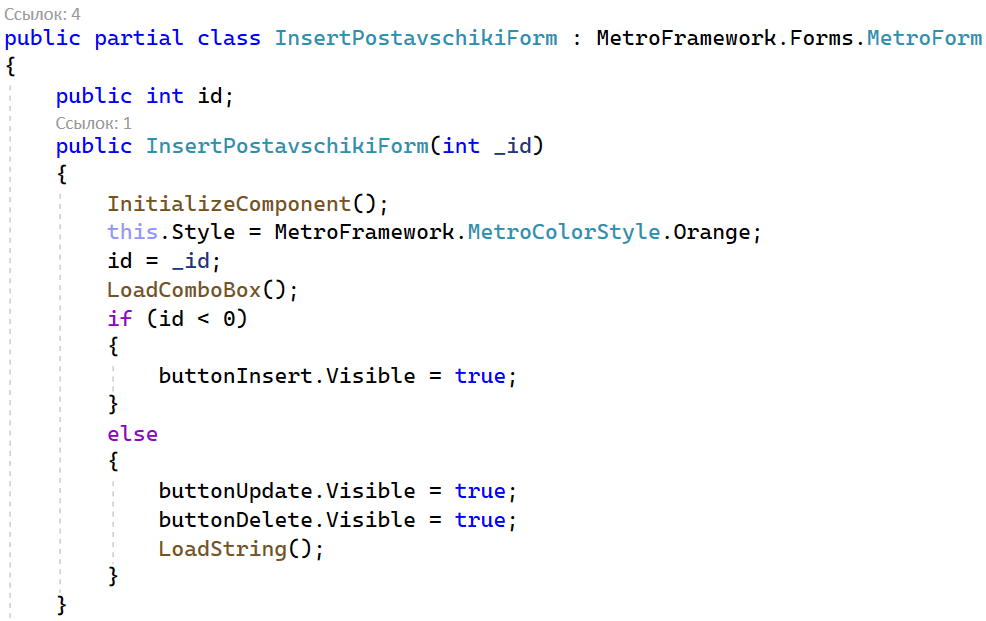 Ссылок: 4
public partial class InsertPostavschikiForm : MetroFramework.Forms.MetroForm
{
public int id;
Ссылок: 1
public InsertPostavschikiForm(int _id)
{
InitializeComponent();
this.Style = MetroFramework.MetroColorStyle.Orange;
id = _id;
LoadComboBox();
if (id < 0)
{
buttonInsert.Visible = true;
}
else
{
buttonUpdate.Visible = true;
buttonDelete.Visible = true;
LoadString();
}
}